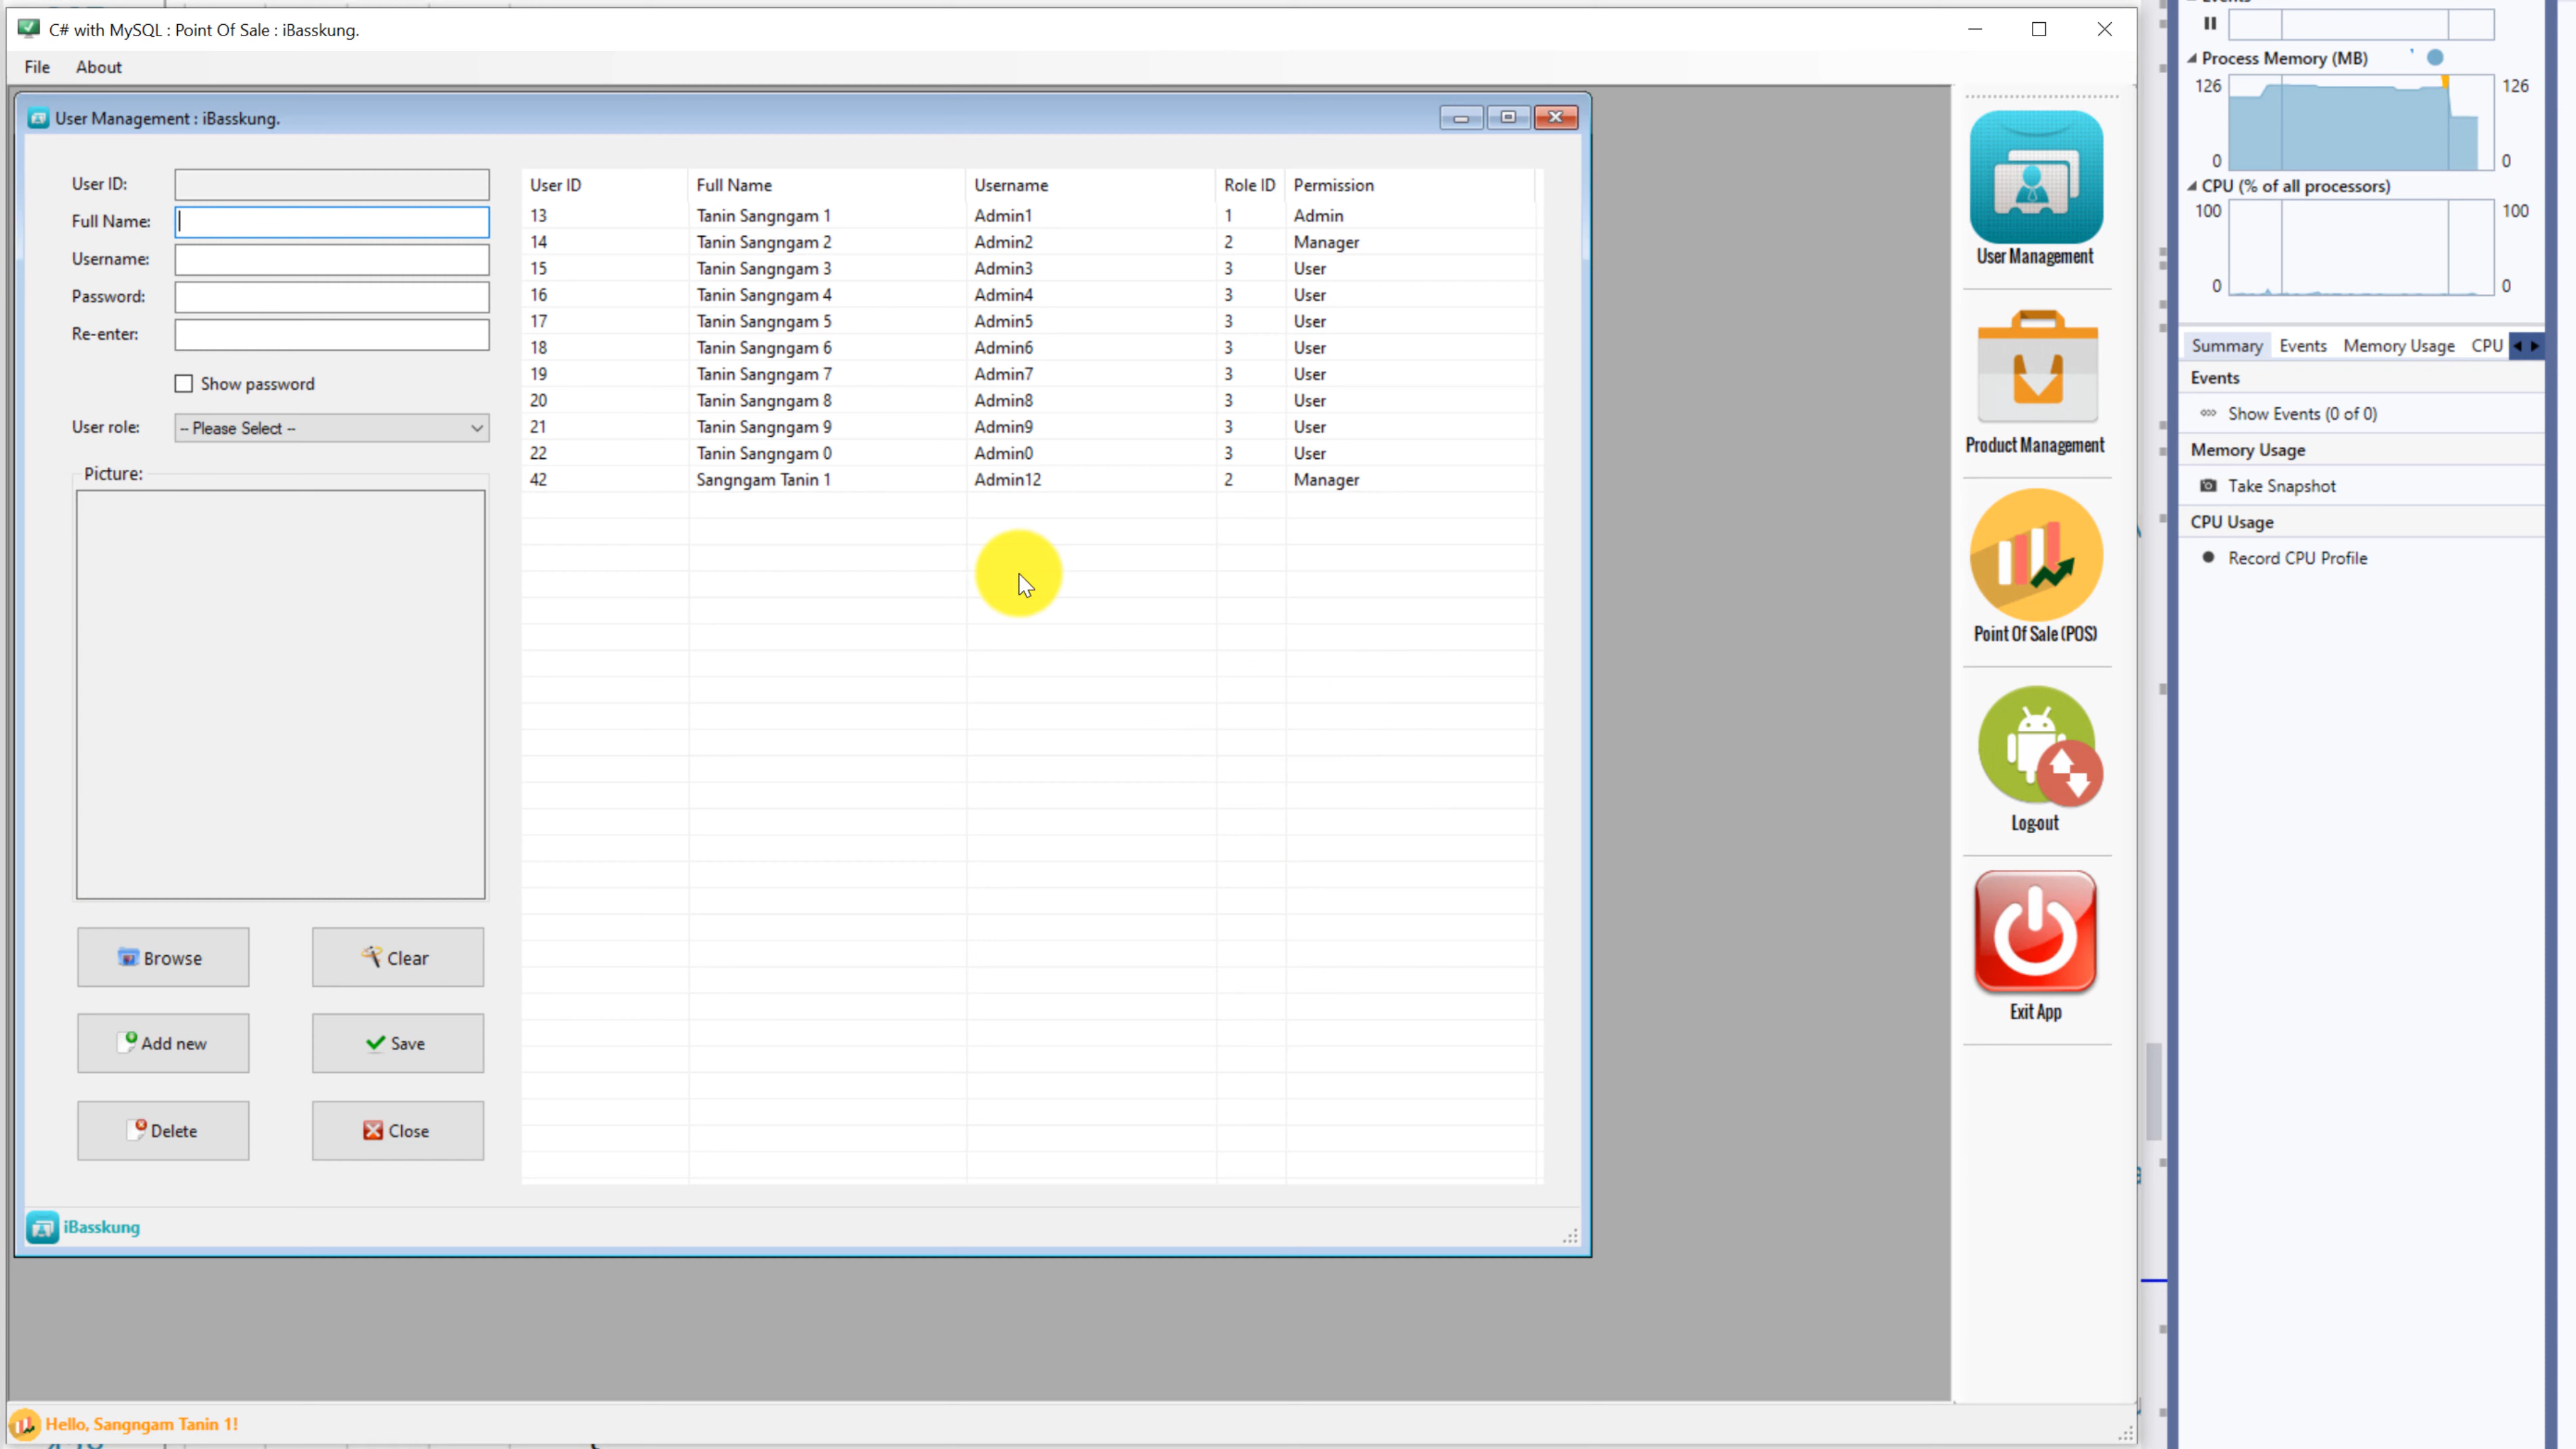 C# with MySQL : Point Of Sale : iBasskung.
File About
User Management : iBasskung.
User ID:
Full Name:
Username:
Password:
Re-enter:
Show password
User role: -- Please Select --
Picture:
Browse Clear
Add new Save
Delete Close
User ID Full Name Username Role ID Permission
13 Tanin Sangngam 1 Admin1 1 Admin
14 Tanin Sangngam 2 Admin2 2 Manager
15 Tanin Sangngam 3 Admin3 3 User
16 Tanin Sangngam 4 Admin4 3 User
17 Tanin Sangngam 5 Admin5 3 User
18 Tanin Sangngam 6 Admin6 3 User
19 Tanin Sangngam 7 Admin7 3 User
20 Tanin Sangngam 8 Admin8 3 User
21 Tanin Sangngam 9 Admin9 3 User
22 Tanin Sangngam 0 Admin0 3 User
42 Sangngam Tanin 1 Admin12 2 Manager
iBasskung
User Management
Product Management
Point Of Sale (POS)
Log-out
Exit App
Hello, Sangngam Tanin 1!
Events
Process Memory (MB)
126 126
0 0
CPU (% of all processors)
100 100
0 0
Summary Events Memory Usage CPU
Events
Show Events (0 of 0)
Memory Usage
Take Snapshot
CPU Usage
Record CPU Profile